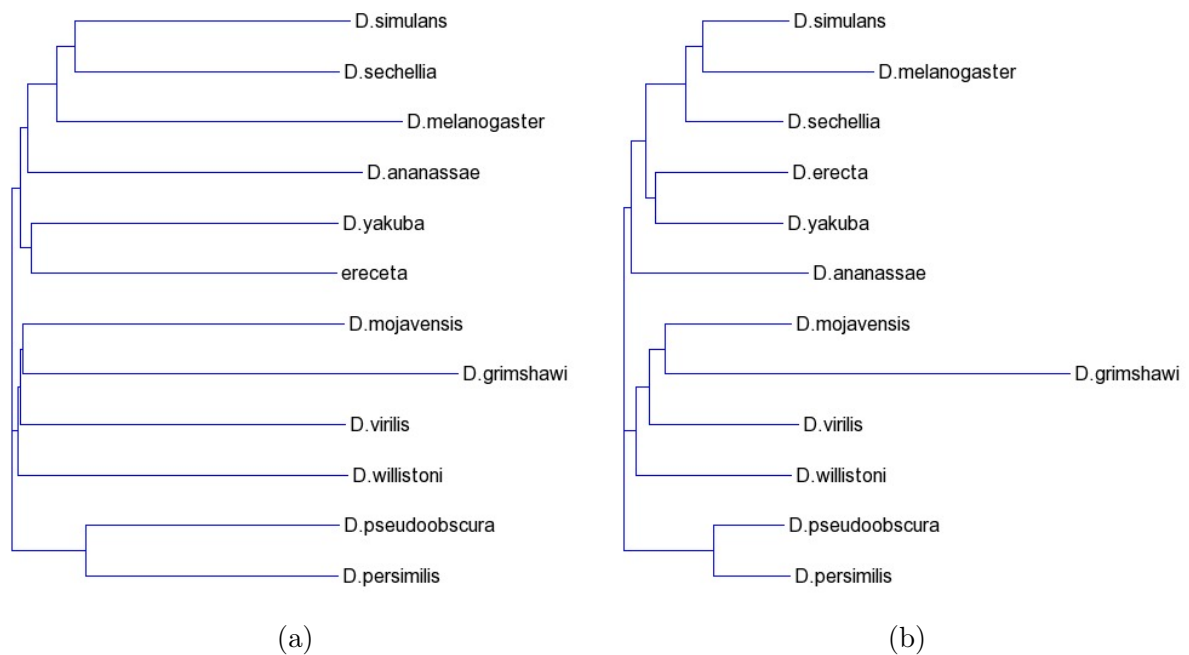 D.simulans
D.sechellia
D.melanogaster
D.ananassae
D.yakuba
ereceta
D.mojavensis
D.grimshawi
D.virilis
D.willistoni
D.pseudoobscura
D.persimilis
(a)
D.simulans
D.melanogaster
D.sechellia
D.erecta
D.yakuba
D.ananassae
D.mojavensis
D.grimshawi
D.virilis
D.willistoni
D.pseudoobscura
D.persimilis
(b)